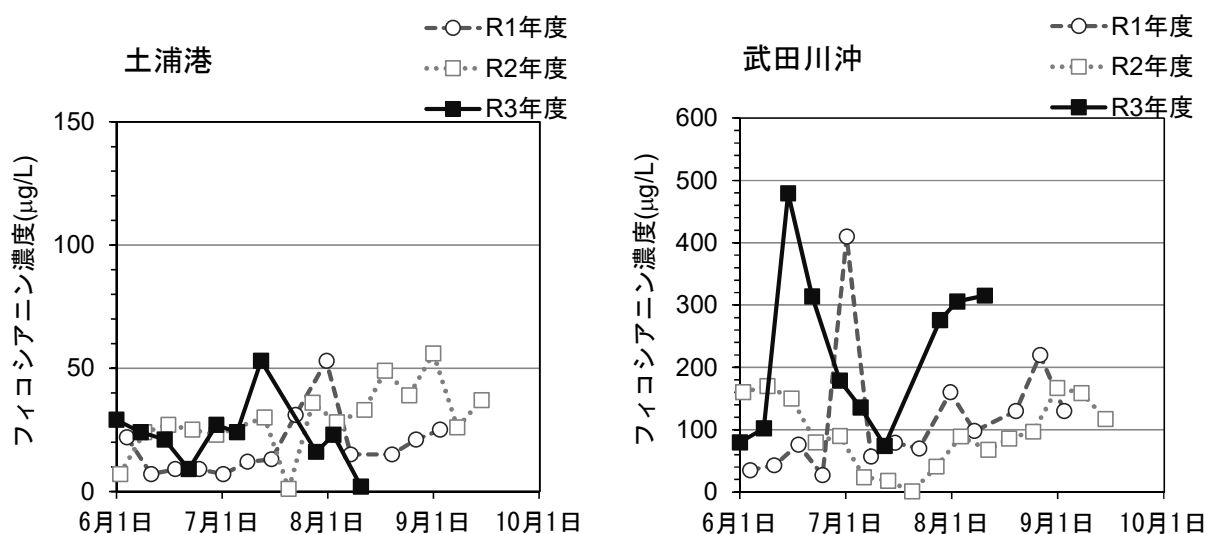 土浦港
R1年度
R2年度
R3年度
フィコシアニン濃度(μg/L)
150
100
50
0
6月1日 7月1日 8月1日 9月1日 10月1日
武田川沖
R1年度
R2年度
R3年度
フィコシアニン濃度(μg/L)
600
500
400
300
200
100
0
6月1日 7月1日 8月1日 9月1日 10月1日